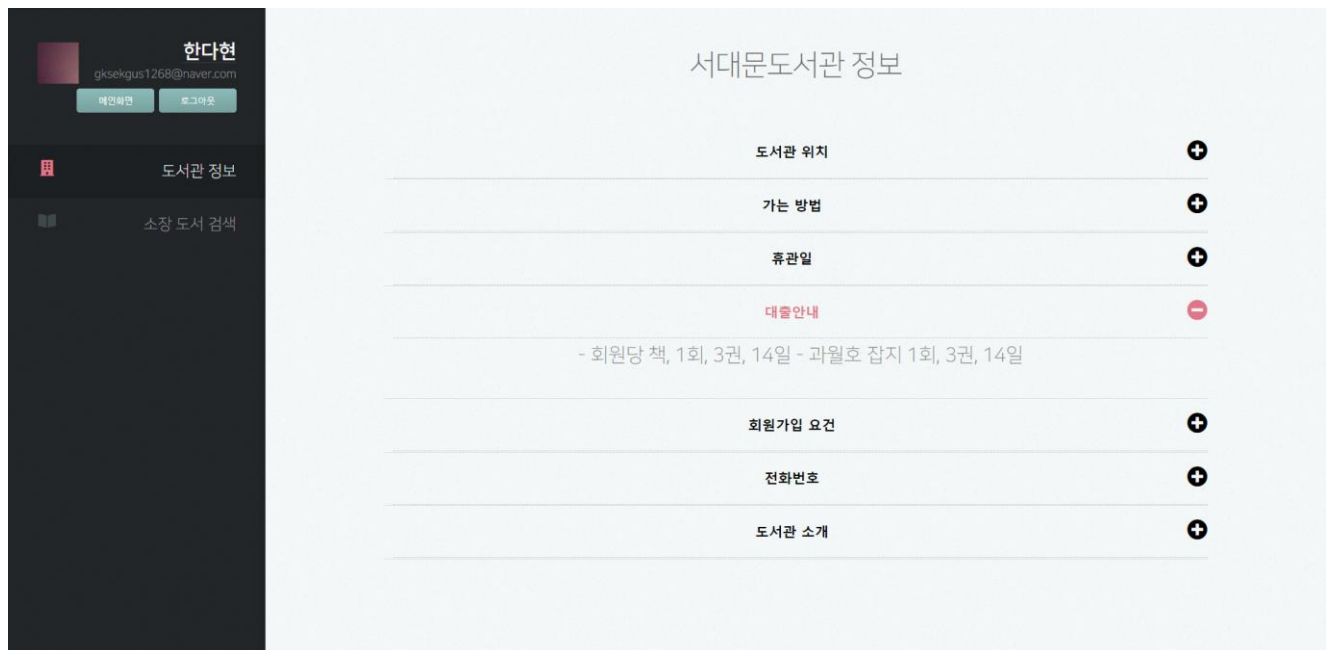 한다현
gksekgus1268@naver.com
메인화면 로그아웃
도서관 정보
소장 도서 검색
서대문도서관 정보
도서관 위치
가는 방법
휴관일
대출안내
- 회원당 책, 1회, 3권, 14일 - 과월호 잡지 1회, 3권, 14일
회원가입 요건
전화번호
도서관 소개